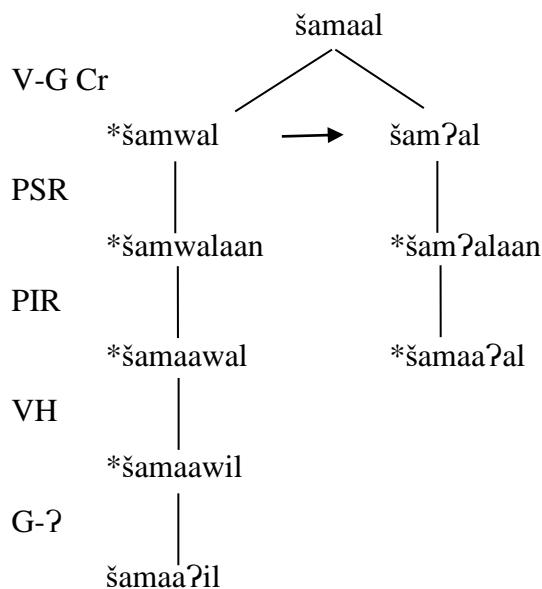 šamaal
V-G Cr
*šamwal → šamʔal
PSR
*šamwalaan *šamʔalaan
PIR
*šamaawal *šamaaʔal
VH
*šamaawil
G-ʔ
šamaaʔil